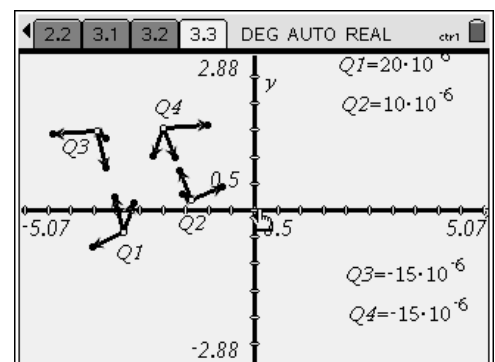 2.2 3.1 3.2 3.3 DEG AUTO REAL ctrl
2.88 y Q1=20·10⁻⁶
Q4 Q2=10·10⁻⁶
Q3
0.5
-5.07 Q2 0.5 5.07
Q1
Q3=-15·10⁻⁶
Q4=-15·10⁻⁶
-2.88